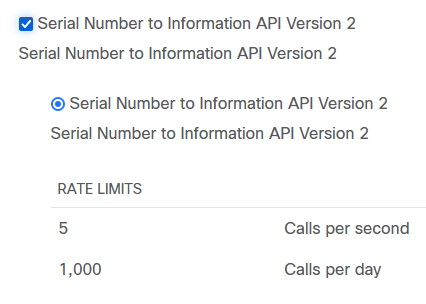 Serial Number to Information API Version 2
Serial Number to Information API Version 2
Serial Number to Information API Version 2
Serial Number to Information API Version 2
RATE LIMITS
5 Calls per second
1,000 Calls per day